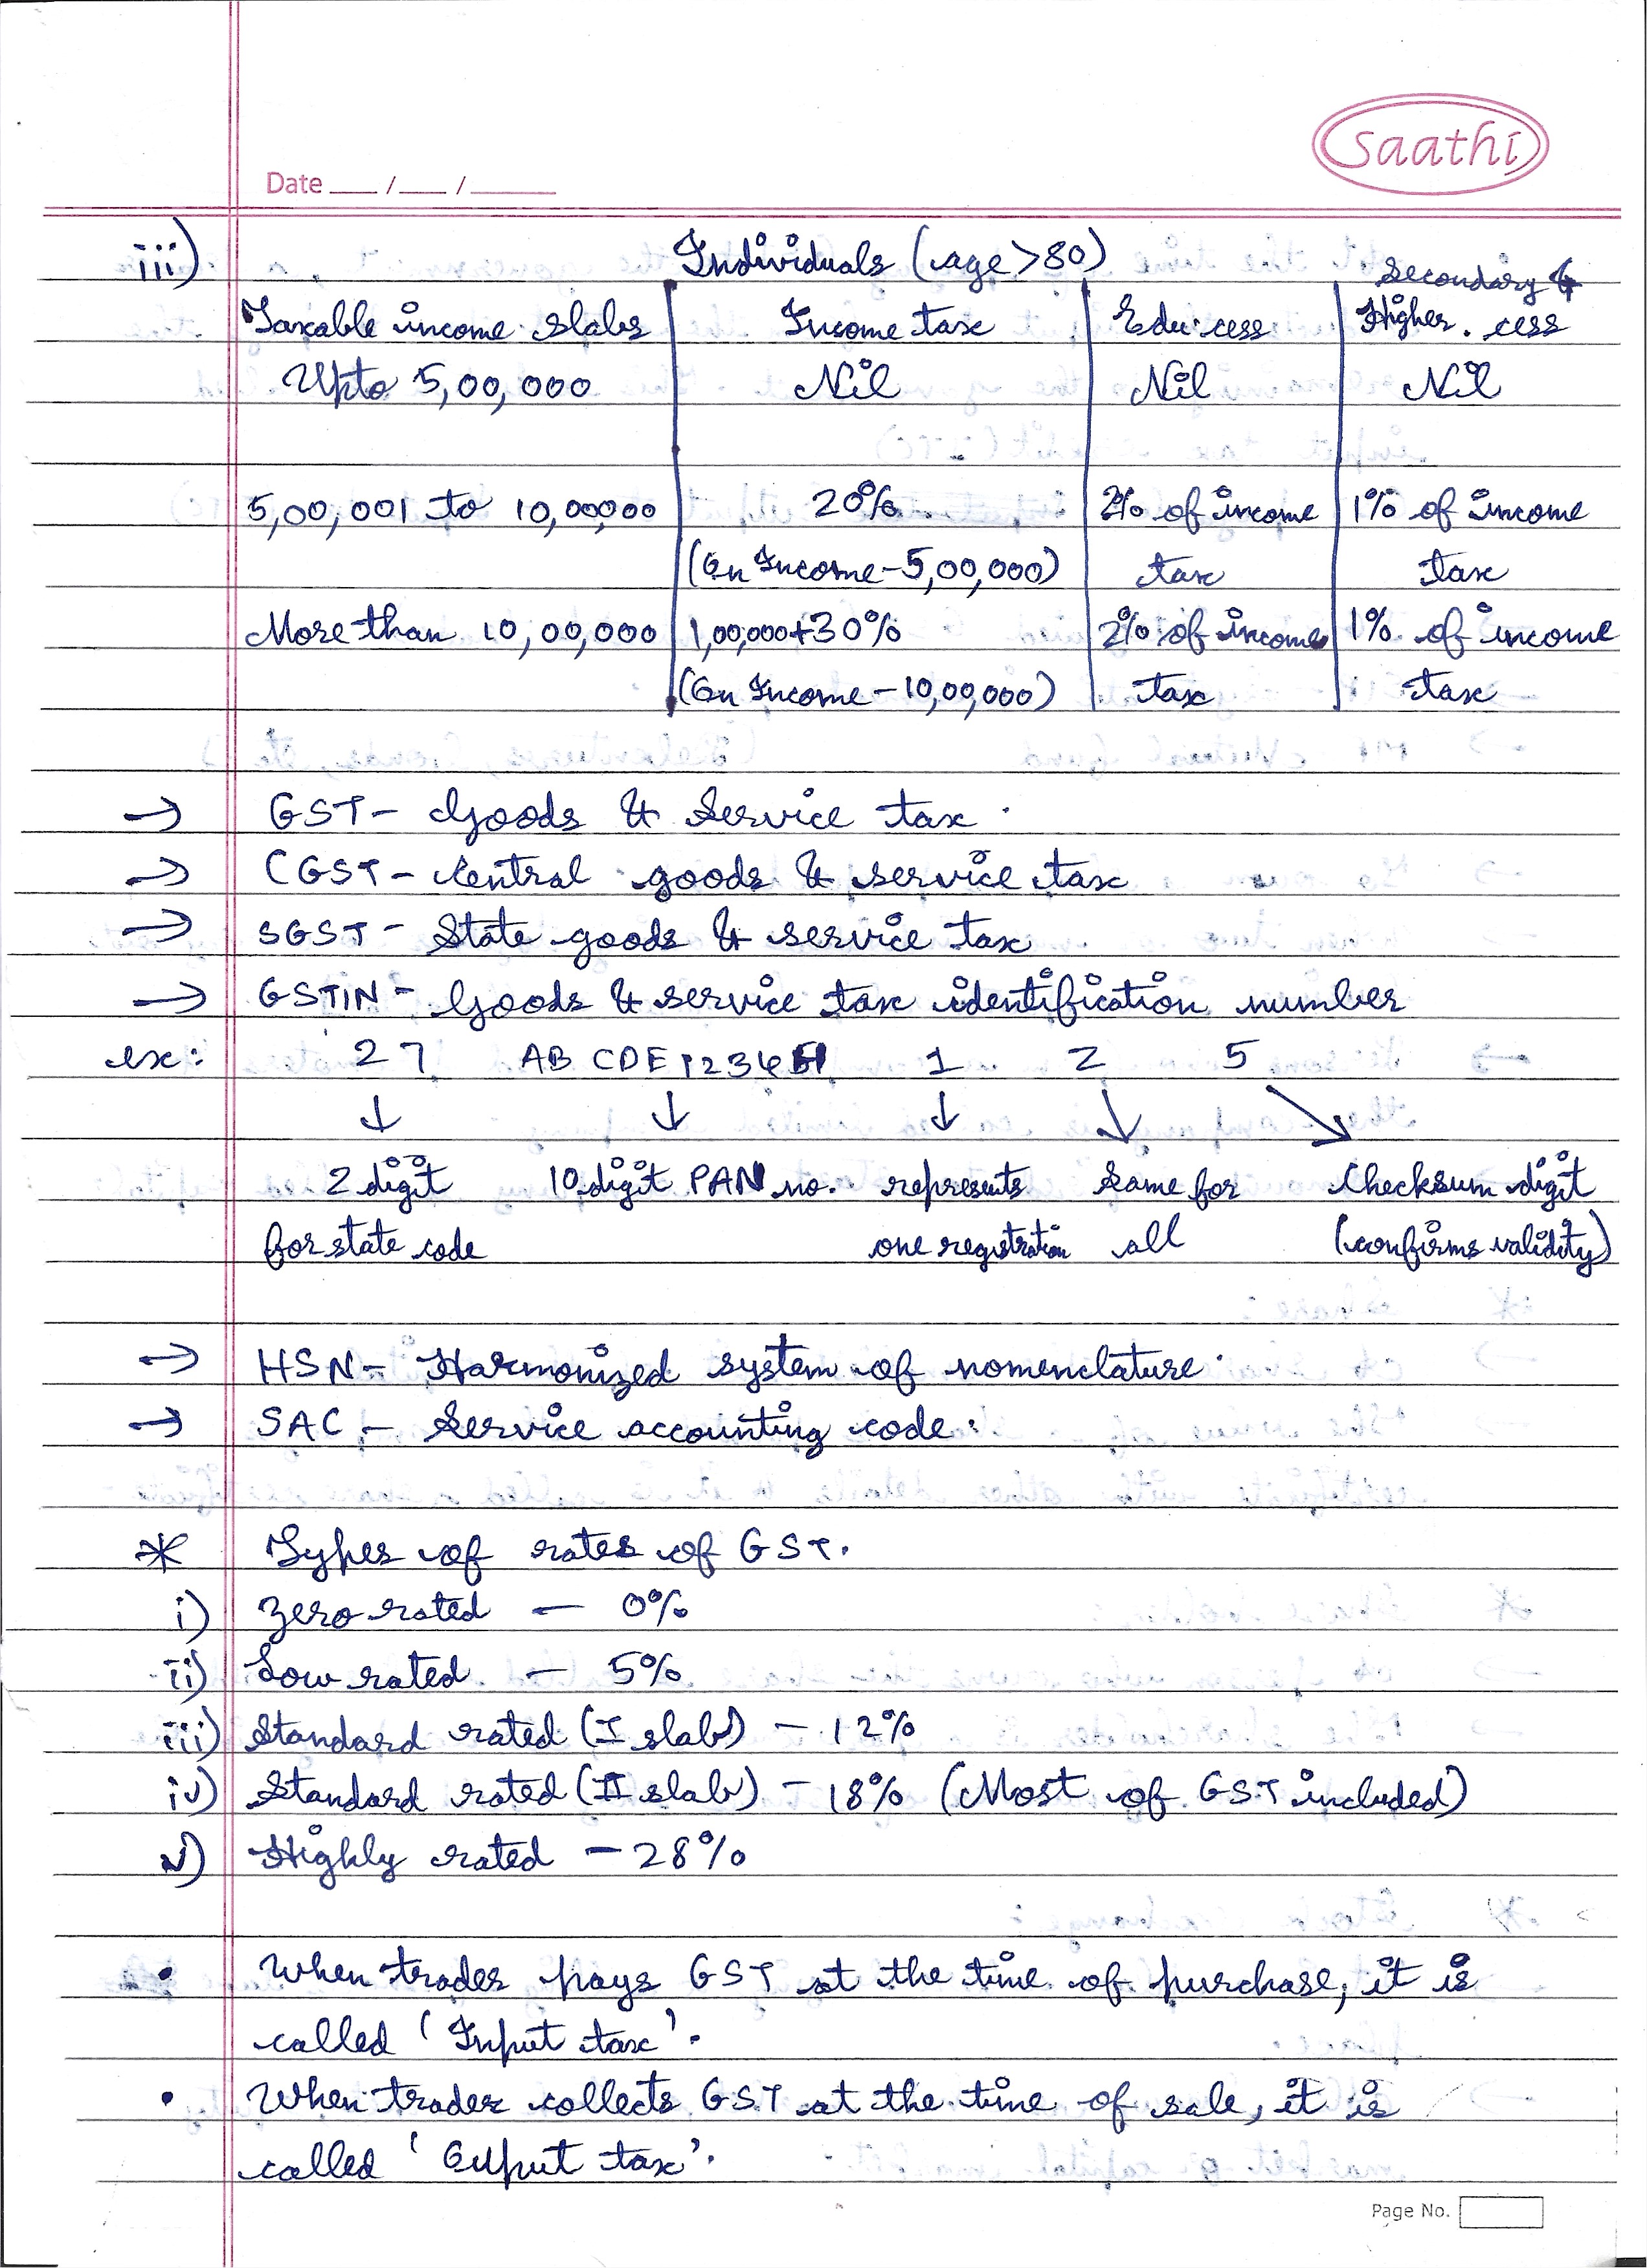 saathi
Date ___ /___ /______
iii) Individuals (age>80)
Taxable income slabs Income tax Edu. cess Secondary & Higher. cess
Upto 5,00,000 Nil Nil Nil
5,00,001 to 10,00,000 20% 2% of income 1% of income
(On Income-5,00,000) tax tax
More than 10,00,000 1,00,000+30% 2% of income 1% of income
(On Income-10,00,000) tax tax
→ GST- Goods & Service tax.
→ CGST- Central goods & service tax
→ SGST- State goods & service tax
→ GSTIN- Goods & service tax identification number
ex: 27 ABCDE1234H 1 Z 5
↓ ↓ ↓ ↘ ↘
2 digit 10 digit PAN no. represents same for Checksum digit
for state code one registration all (confirms validity)
→ HSN- Harmonized system of nomenclature.
→ SAC - Service accounting code.
* Types of rates of GST.
i) Zero rated - 0%
ii) Low rated - 5%
iii) Standard rated (I slab) - 12%
iv) Standard rated (II slab) - 18% (Most of GST included)
v) Highly rated - 28%
• When trader pays GST at the time of purchase, it is
called 'Input tax'.
• When trader collects GST at the time of sale, it is
called 'Output tax'.
Page No.